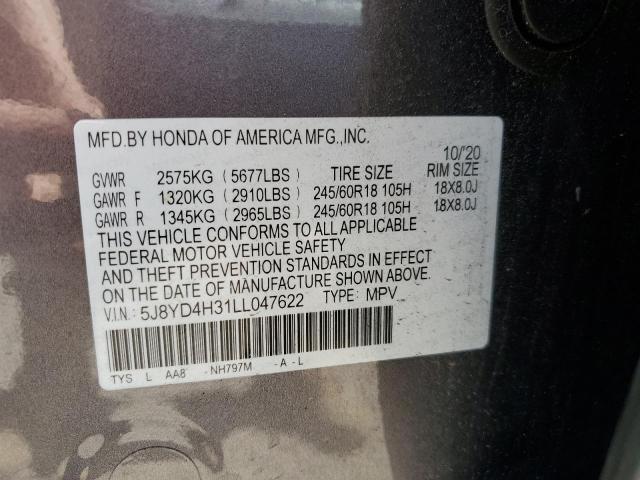 MFD.BY HONDA OF AMERICA MFG.,INC.
10/'20
GVWR 2575KG (5677LBS) TIRE SIZE RIM SIZE
GAWR F 1320KG (2910LBS) 245/60R18 105H 18X8.0J
GAWR R 1345KG (2965LBS) 245/60R18 105H 18X8.0J
THIS VEHICLE CONFORMS TO ALL APPLICABLE
FEDERAL MOTOR VEHICLE SAFETY
AND THEFT PREVENTION STANDARDS IN EFFECT
ON THE DATE OF MANUFACTURE SHOWN ABOVE.
V.I.N.: 5J8YD4H31LL047622 TYPE: MPV
TYS L AA8 -NH797M -A-L